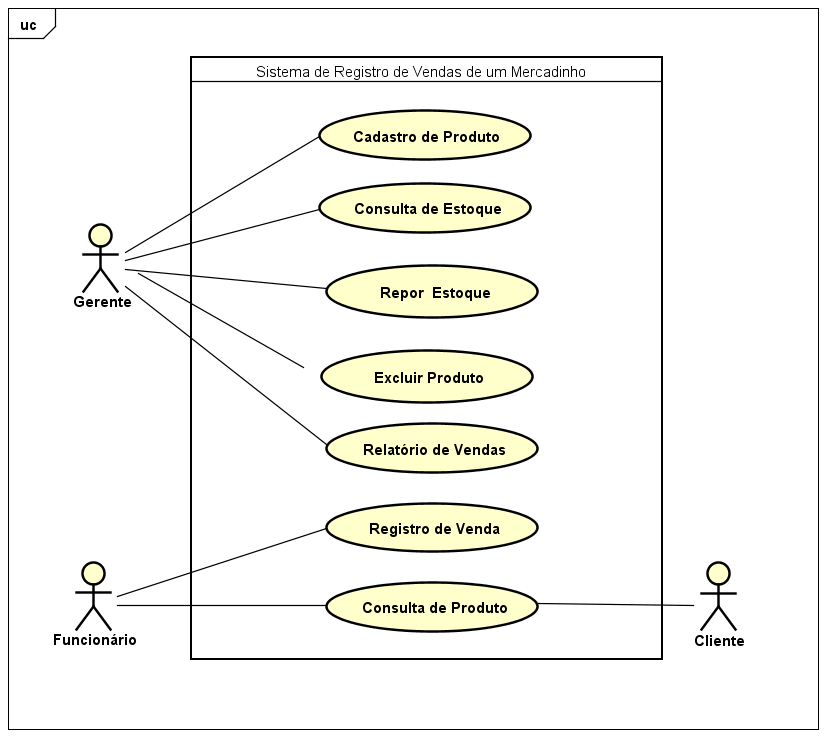 uc
Sistema de Registro de Vendas de um Mercadinho
Cadastro de Produto
Consulta de Estoque
Repor Estoque
Gerente
Excluir Produto
Relatório de Vendas
Registro de Venda
Consulta de Produto
Funcionário
Cliente